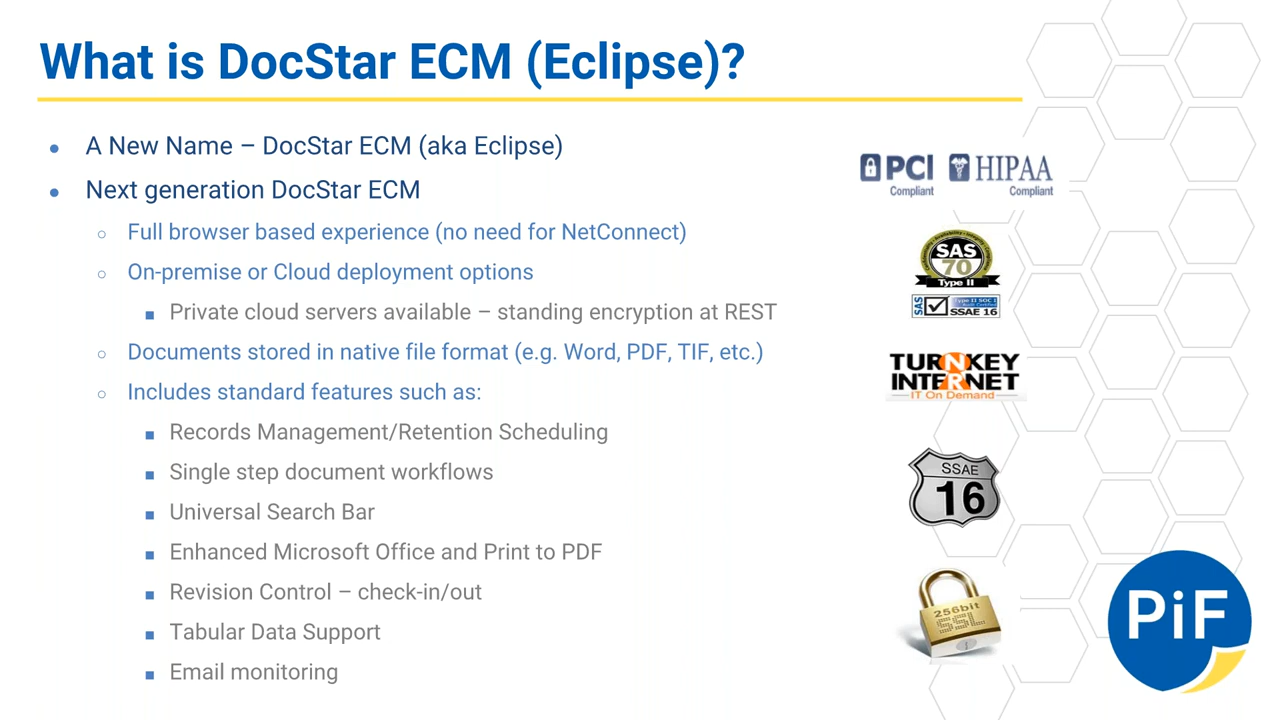 What is DocStar ECM (Eclipse)?
A New Name – DocStar ECM (aka Eclipse)
Next generation DocStar ECM
Full browser based experience (no need for NetConnect)
On-premise or Cloud deployment options
Private cloud servers available – standing encryption at REST
Documents stored in native file format (e.g. Word, PDF, TIF, etc.)
Includes standard features such as:
Records Management/Retention Scheduling
Single step document workflows
Universal Search Bar
Enhanced Microsoft Office and Print to PDF
Revision Control – check-in/out
Tabular Data Support
Email monitoring
PCI HIPAA
Compliant Compliant
SAS
70
Type II
SAS
Type II SOC I
SSAE 16
TURNKEY
INTERNET
IT On Demand
SSAE
16
256bit
SSL
PiF